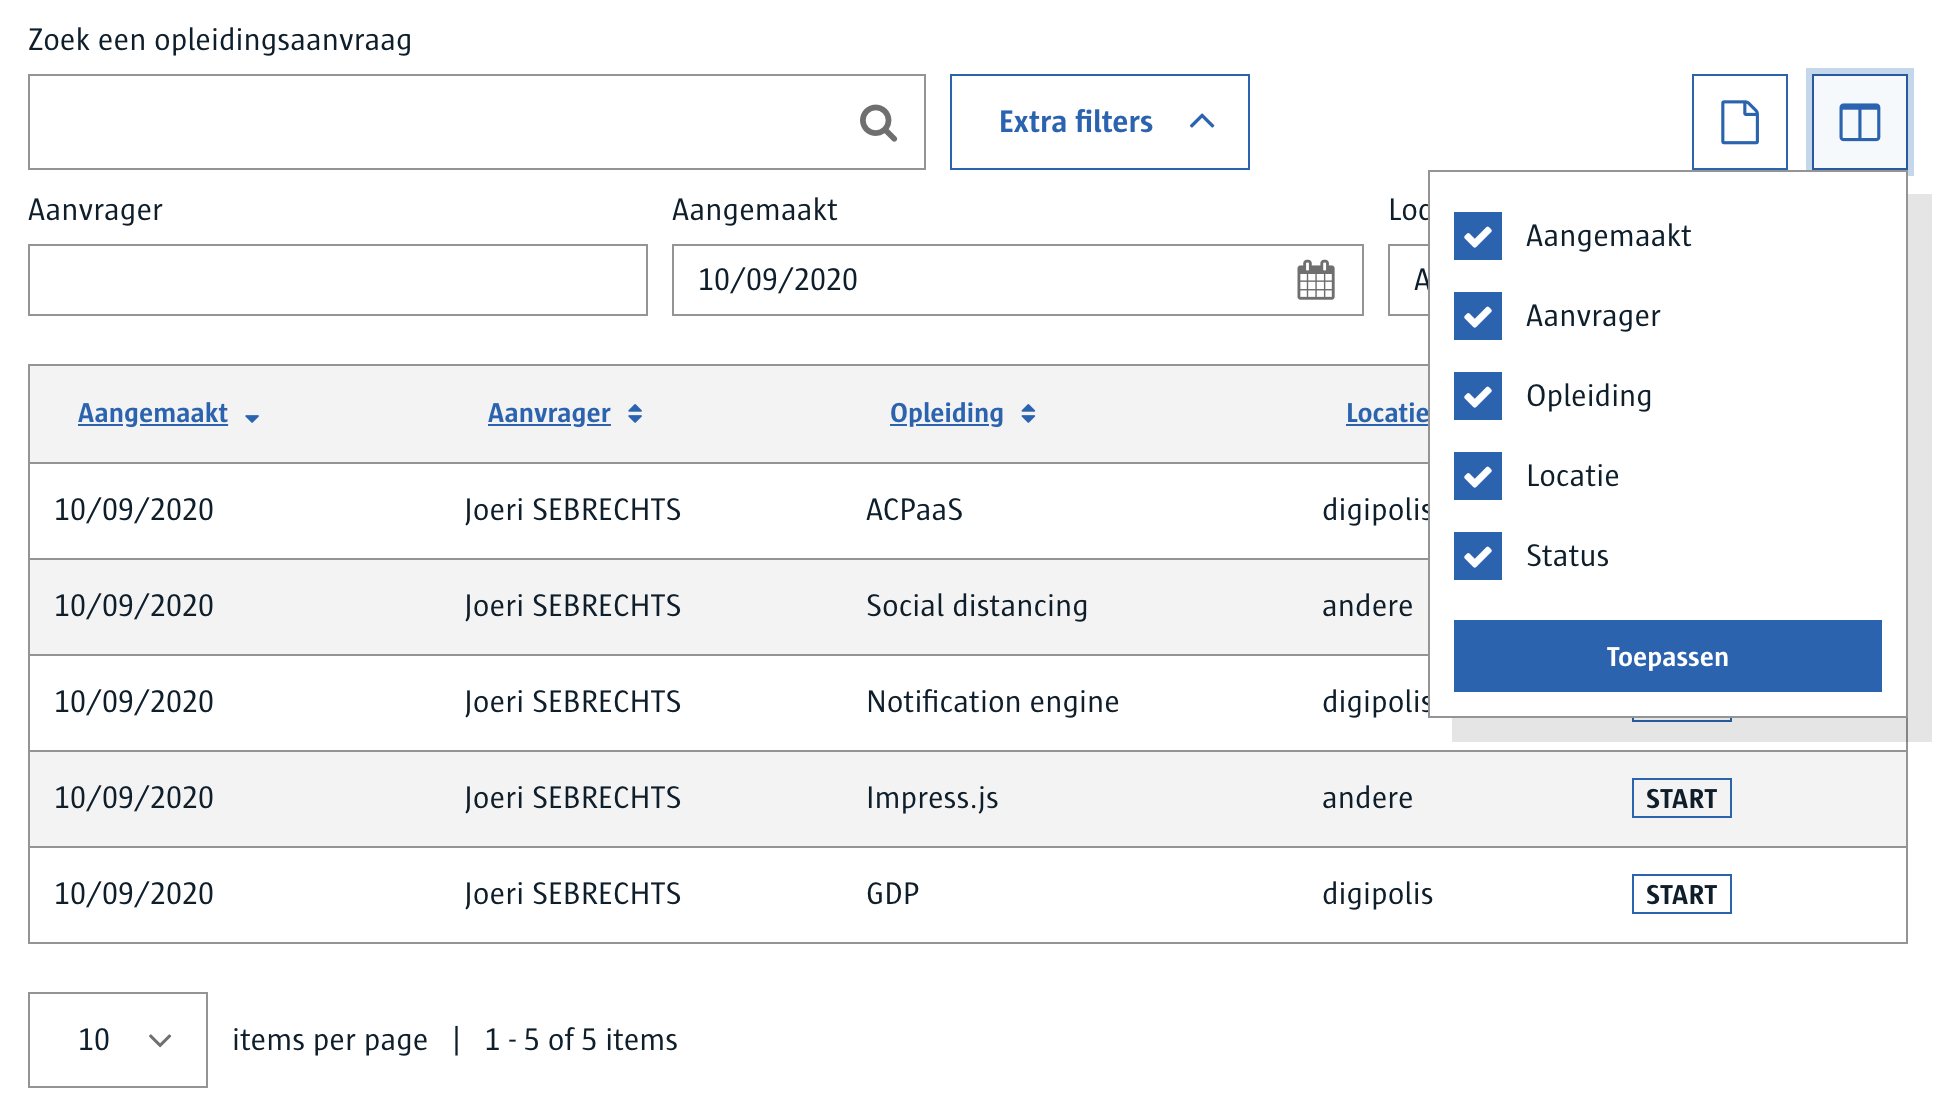 Zoek een opleidingsaanvraag
Extra filters
Aanvrager
Aangemaakt
10/09/2020
Aangemaakt
Aanvrager
Opleiding
Locatie
Status
Toepassen
Aangemaakt Aanvrager Opleiding Locatie
10/09/2020 Joeri SEBRECHTS ACPaaS digipolis
10/09/2020 Joeri SEBRECHTS Social distancing andere
10/09/2020 Joeri SEBRECHTS Notification engine digipolis
10/09/2020 Joeri SEBRECHTS Impress.js andere START
10/09/2020 Joeri SEBRECHTS GDP digipolis START
10 items per page | 1 - 5 of 5 items